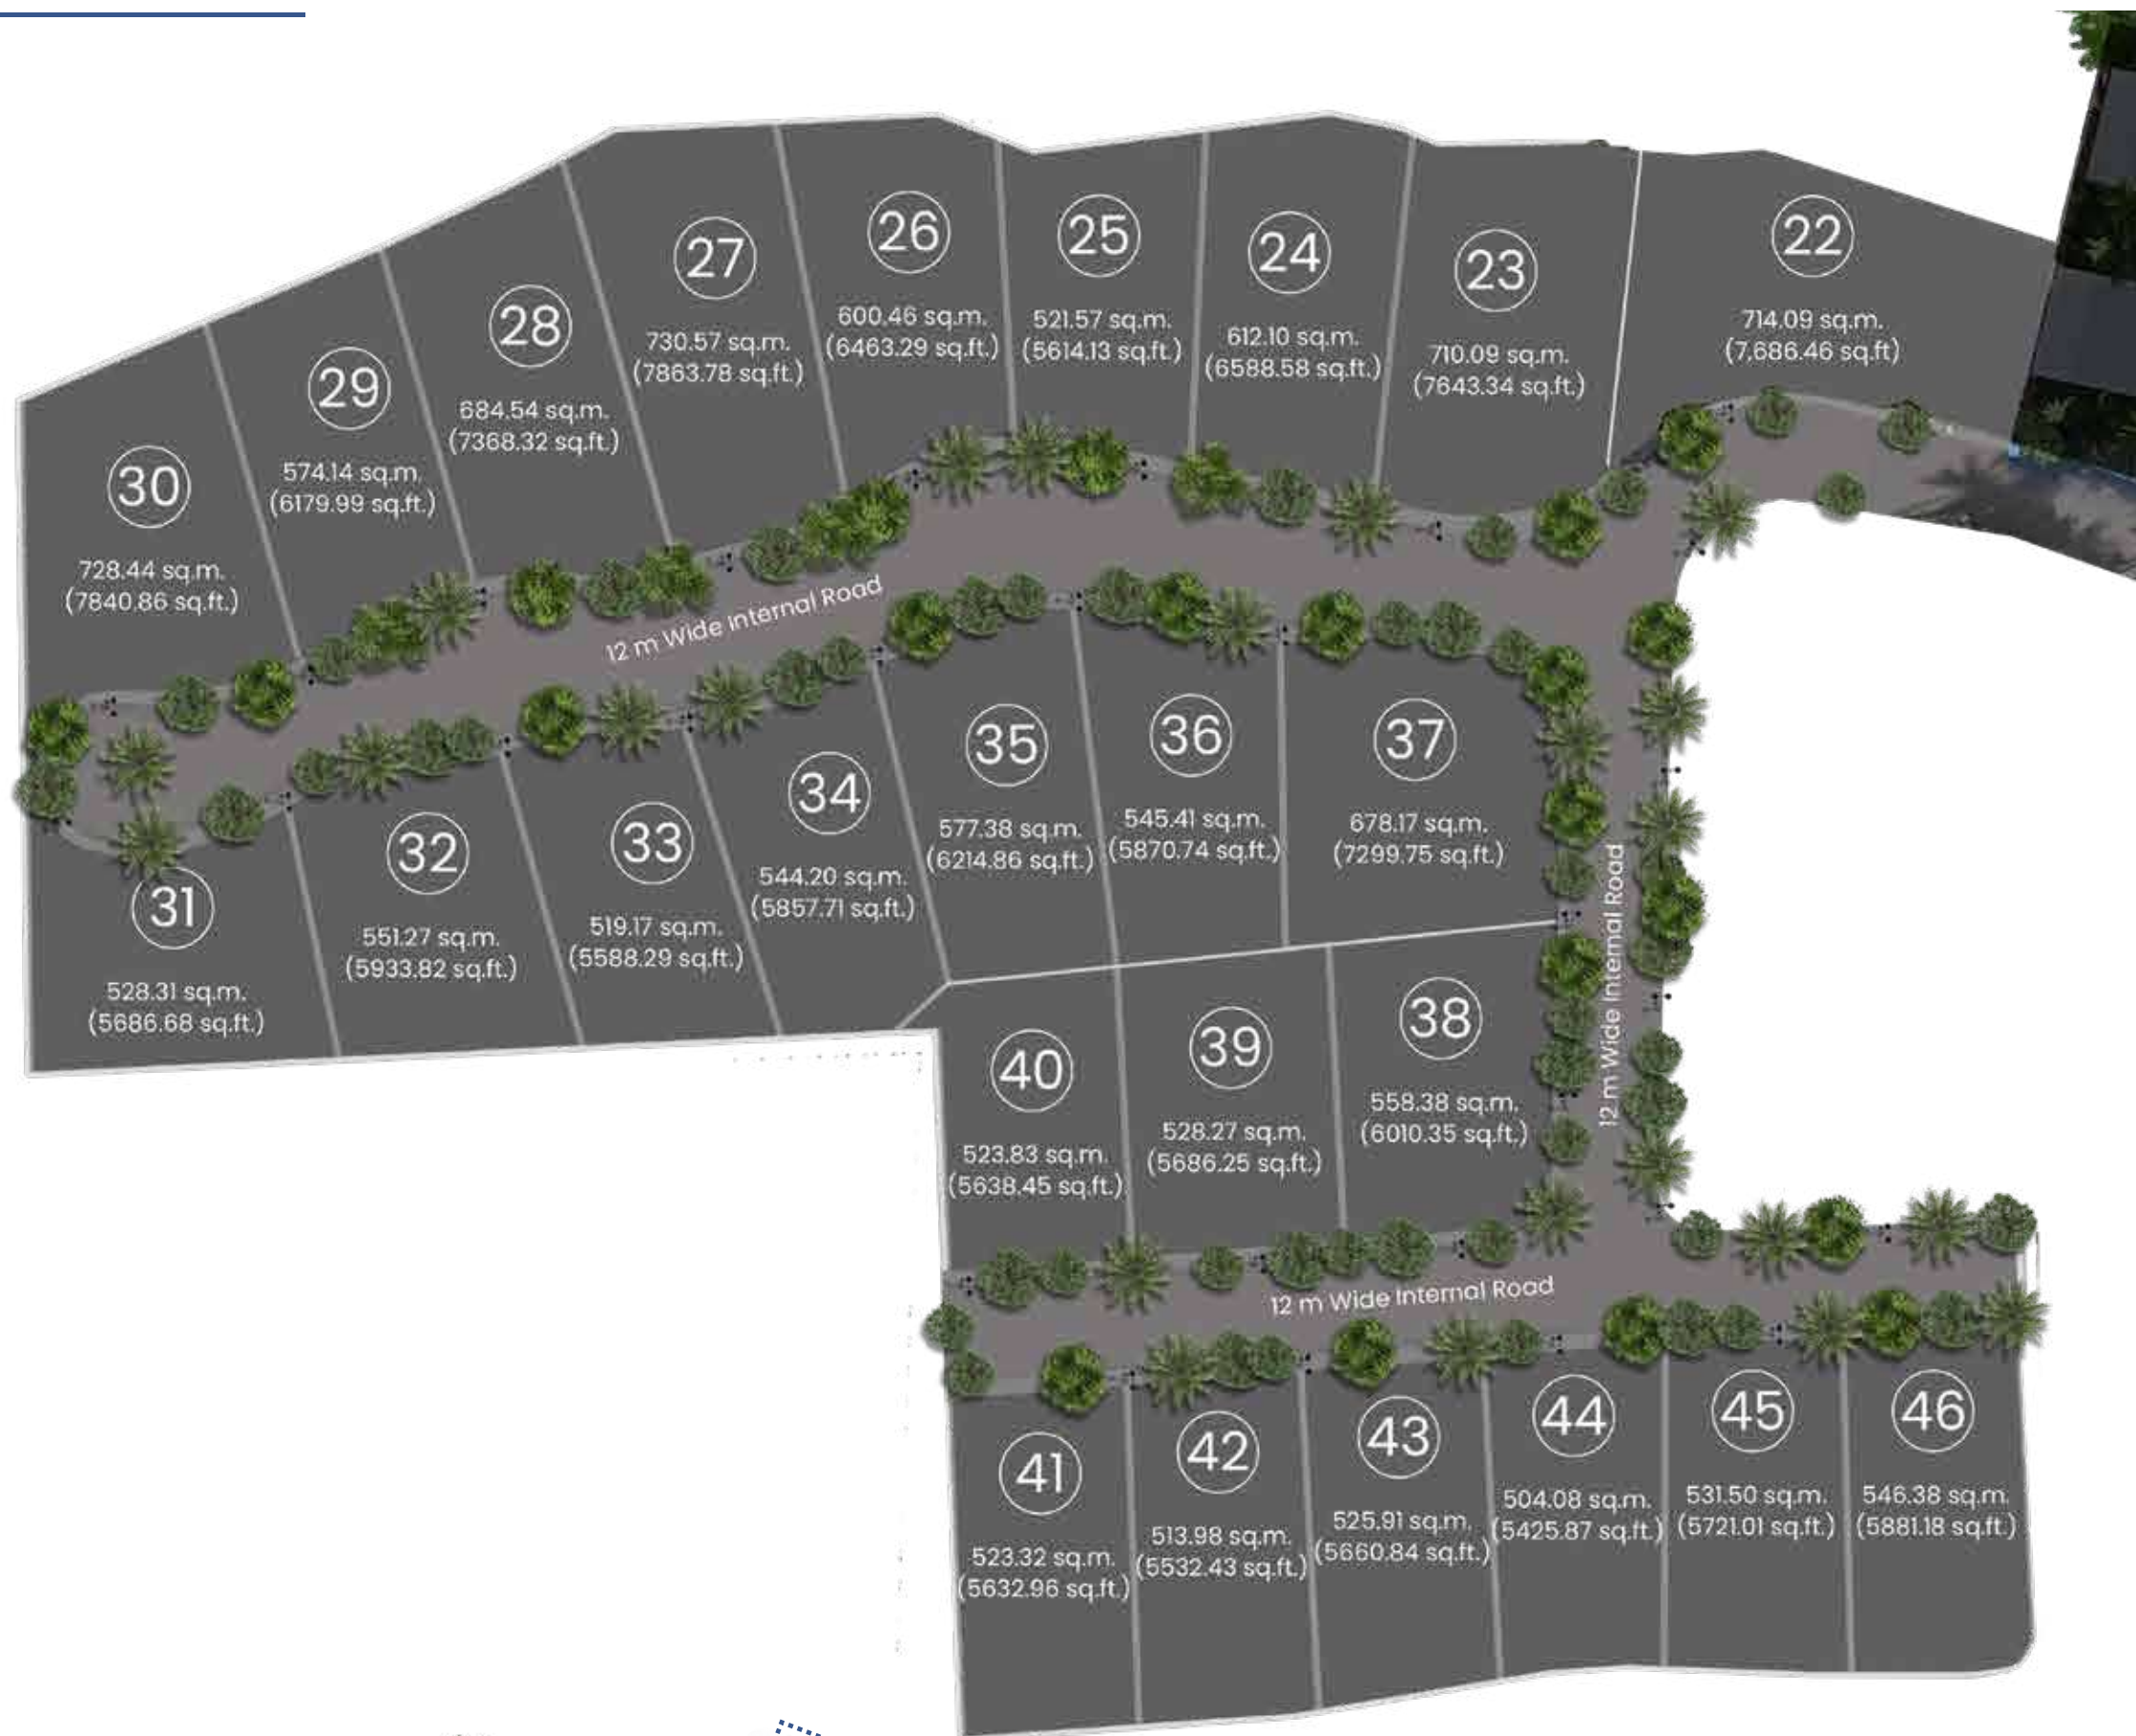 22
714.09 sq.m.
(7,686.46 sq.ft)
23
710.09 sq.m.
(7643.34 sq.ft.)
24
612.10 sq.m.
(6588.58 sq.ft.)
25
521.57 sq.m.
(5614.13 sq.ft.)
26
600.46 sq.m.
(6463.29 sq.ft.)
27
730.57 sq.m.
(7863.78 sq.ft.)
28
684.54 sq.m.
(7368.32 sq.ft.)
29
574.14 sq.m.
(6179.99 sq.ft.)
30
728.44 sq.m.
(7840.86 sq.ft.)
12 m Wide Internal Road
31
528.31 sq.m.
(5686.68 sq.ft.)
32
551.27 sq.m.
(5933.82 sq.ft.)
33
519.17 sq.m.
(5588.29 sq.ft.)
34
544.20 sq.m.
(5857.71 sq.ft.)
35
577.38 sq.m.
(6214.86 sq.ft.)
36
545.41 sq.m.
(5870.74 sq.ft.)
37
678.17 sq.m.
(7299.75 sq.ft.)
12 m Wide Internal Road
38
558.38 sq.m.
(6010.35 sq.ft.)
39
528.27 sq.m.
(5686.25 sq.ft.)
40
523.83 sq.m.
(5638.45 sq.ft.)
12 m Wide Internal Road
41
523.32 sq.m.
(5632.96 sq.ft.)
42
513.98 sq.m.
(5532.43 sq.ft.)
43
525.91 sq.m.
(5660.84 sq.ft.)
44
504.08 sq.m.
(5425.87 sq.ft.)
45
531.50 sq.m.
(5721.01 sq.ft.)
46
546.38 sq.m.
(5881.18 sq.ft.)